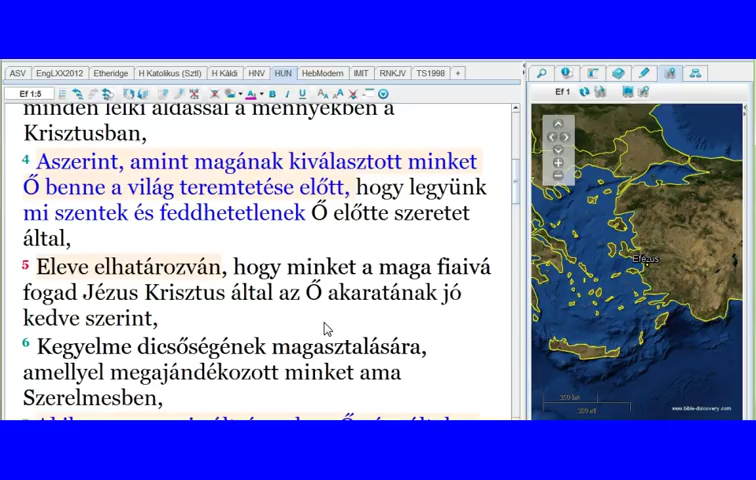 ASV EngLXX2012 Etheridge H Katolikus (Sztl) H Káldi HNV HUN HebModern IMIT RNKJV TS1998 +
Ef 1:5
Ef 1
minden lelki áldással a mennyekben a
Krisztusban,
4 Aszerint, amint magának kiválasztott minket
Ő benne a világ teremtetése előtt, hogy legyünk
mi szentek és feddhetetlenek Ő előtte szeretet
által,
5 Eleve elhatározván, hogy minket a maga fiaivá
fogad Jézus Krisztus által az Ő akaratának jó
kedve szerint,
6 Kegyelme dicsőségének magasztalására,
amellyel megajándékozott minket ama
Szerelmesben,
Efézus
www.bible-discovery.com